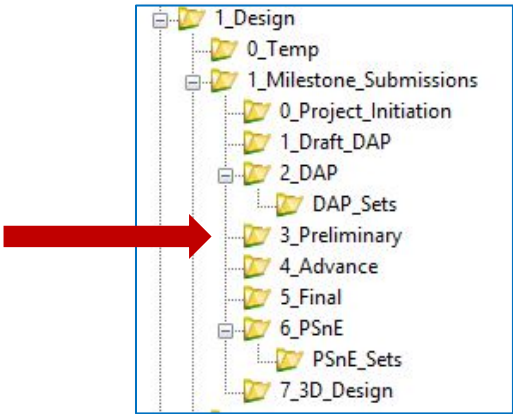 1_Design
0_Temp
1_Milestone_Submissions
0_Project_Initiation
1_Draft_DAP
2_DAP
DAP_Sets
3_Preliminary
4_Advance
5_Final
6_PSnE
PSnE_Sets
7_3D_Design